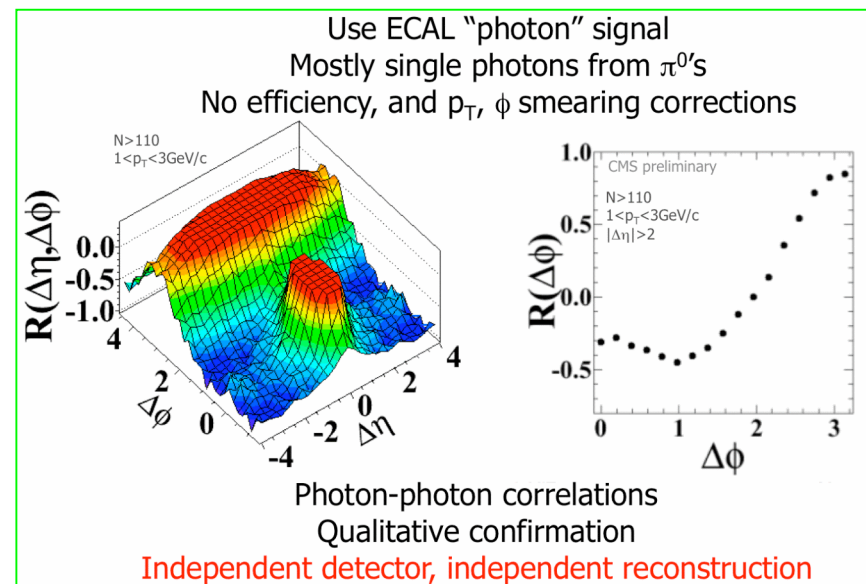 Use ECAL “photon” signal
Mostly single photons from π⁰’s
No efficiency, and p_T, ϕ smearing corrections
N>110
1<p_T<3GeV/c
R(Δη,Δϕ)
0.0
-0.5
-1.0
4
2
0
Δϕ
-4
-2
0
2
4
Δη
CMS preliminary
N>110
1<p_T<3GeV/c
|Δη|>2
R(Δϕ)
1.0
0.5
-0.0
-0.5
0
1
2
3
Δϕ
Photon-photon correlations
Qualitative confirmation
Independent detector, independent reconstruction